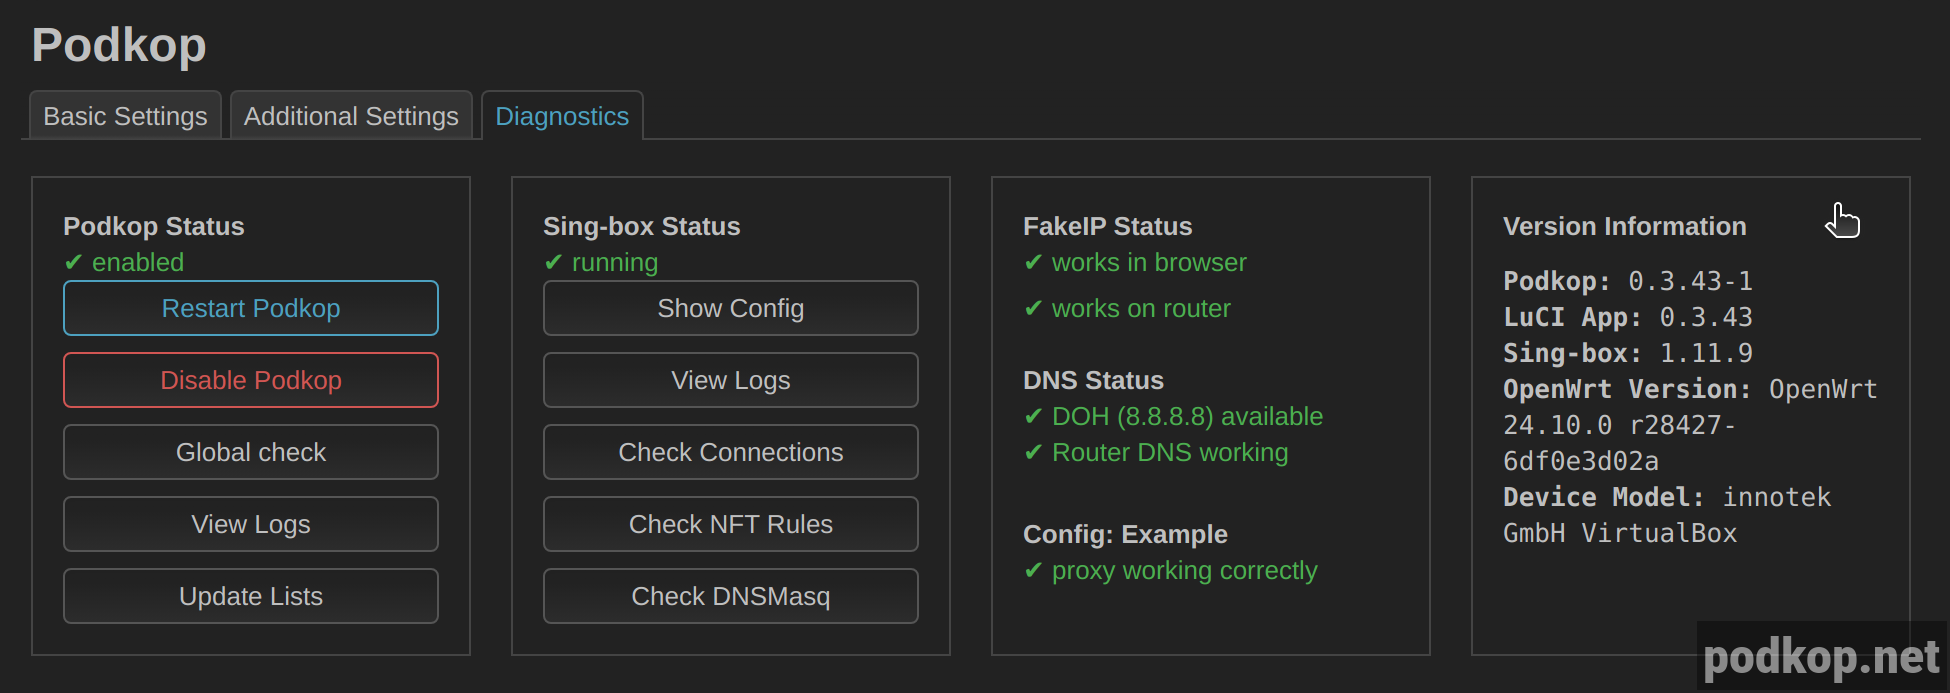 Podkop
Basic Settings
Additional Settings
Diagnostics
Podkop Status
✔ enabled
Restart Podkop
Disable Podkop
Global check
View Logs
Update Lists
Sing-box Status
✔ running
Show Config
View Logs
Check Connections
Check NFT Rules
Check DNSMasq
FakeIP Status
✔ works in browser
✔ works on router
DNS Status
✔ DOH (8.8.8.8) available
✔ Router DNS working
Config: Example
✔ proxy working correctly
Version Information
Podkop: 0.3.43-1
LuCI App: 0.3.43
Sing-box: 1.11.9
OpenWrt Version: OpenWrt
24.10.0 r28427-
6df0e3d02a
Device Model: innotek
GmbH VirtualBox
podkop.net